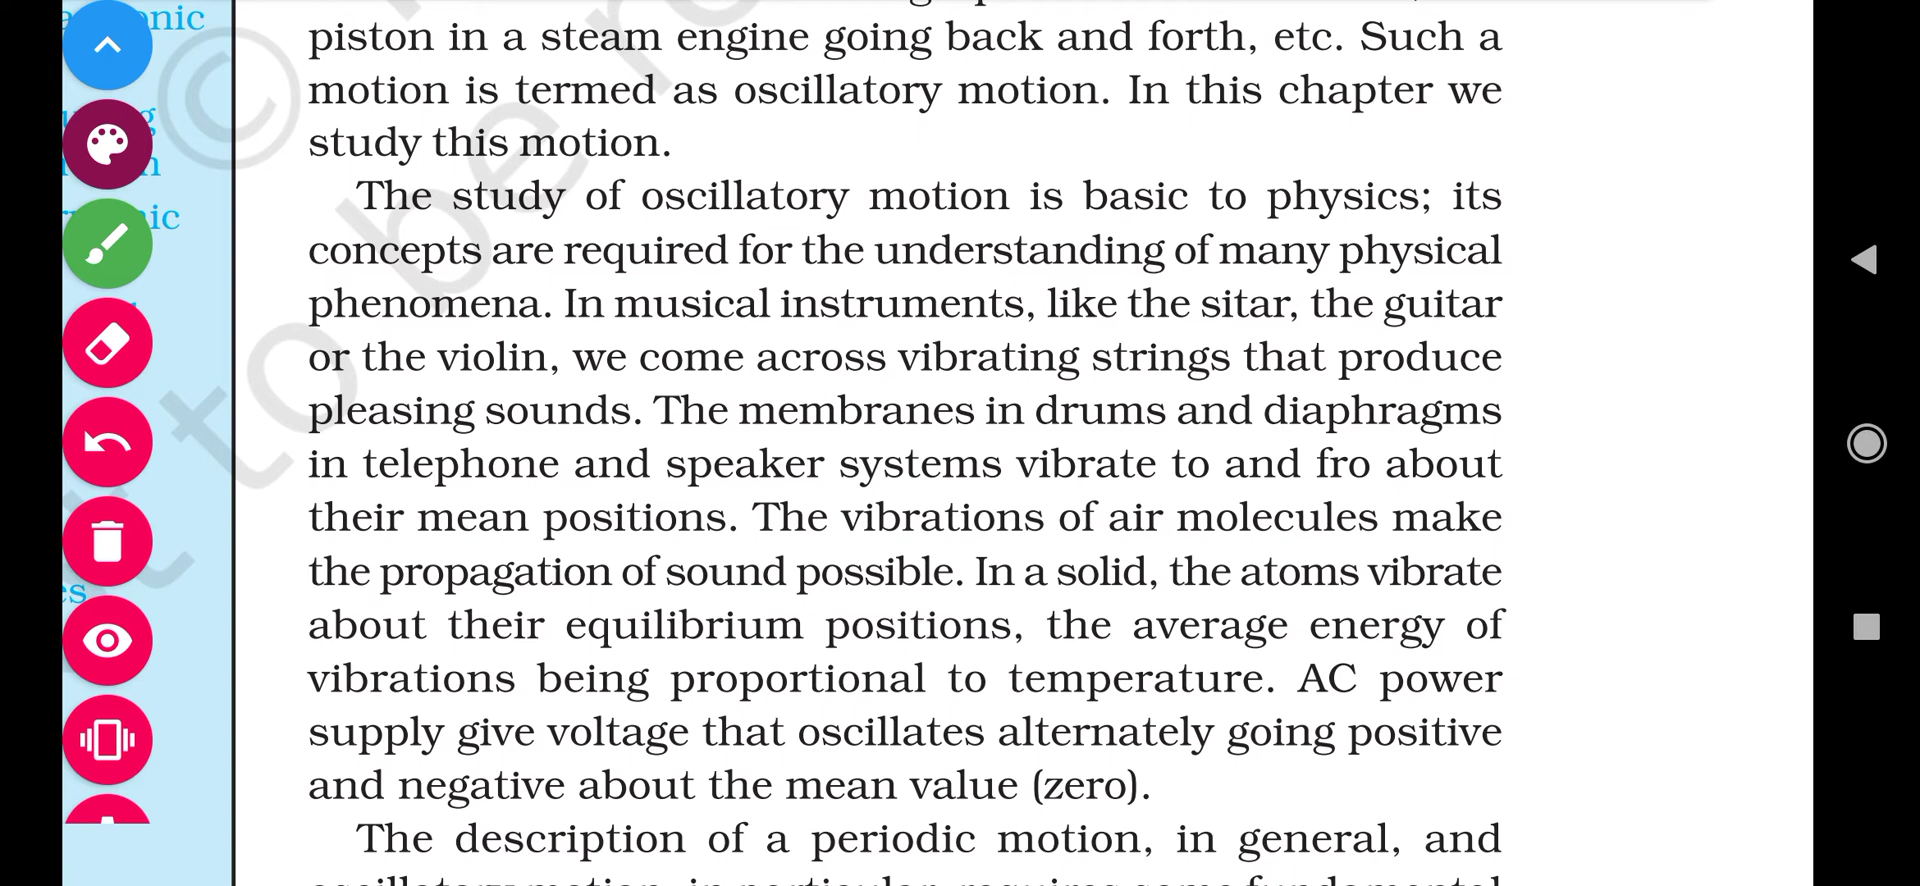 piston in a steam engine going back and forth, etc. Such a
motion is termed as oscillatory motion. In this chapter we
study this motion.
The study of oscillatory motion is basic to physics; its
concepts are required for the understanding of many physical
phenomena. In musical instruments, like the sitar, the guitar
or the violin, we come across vibrating strings that produce
pleasing sounds. The membranes in drums and diaphragms
in telephone and speaker systems vibrate to and fro about
their mean positions. The vibrations of air molecules make
the propagation of sound possible. In a solid, the atoms vibrate
about their equilibrium positions, the average energy of
vibrations being proportional to temperature. AC power
supply give voltage that oscillates alternately going positive
and negative about the mean value (zero).
The description of a periodic motion, in general, and
© to be